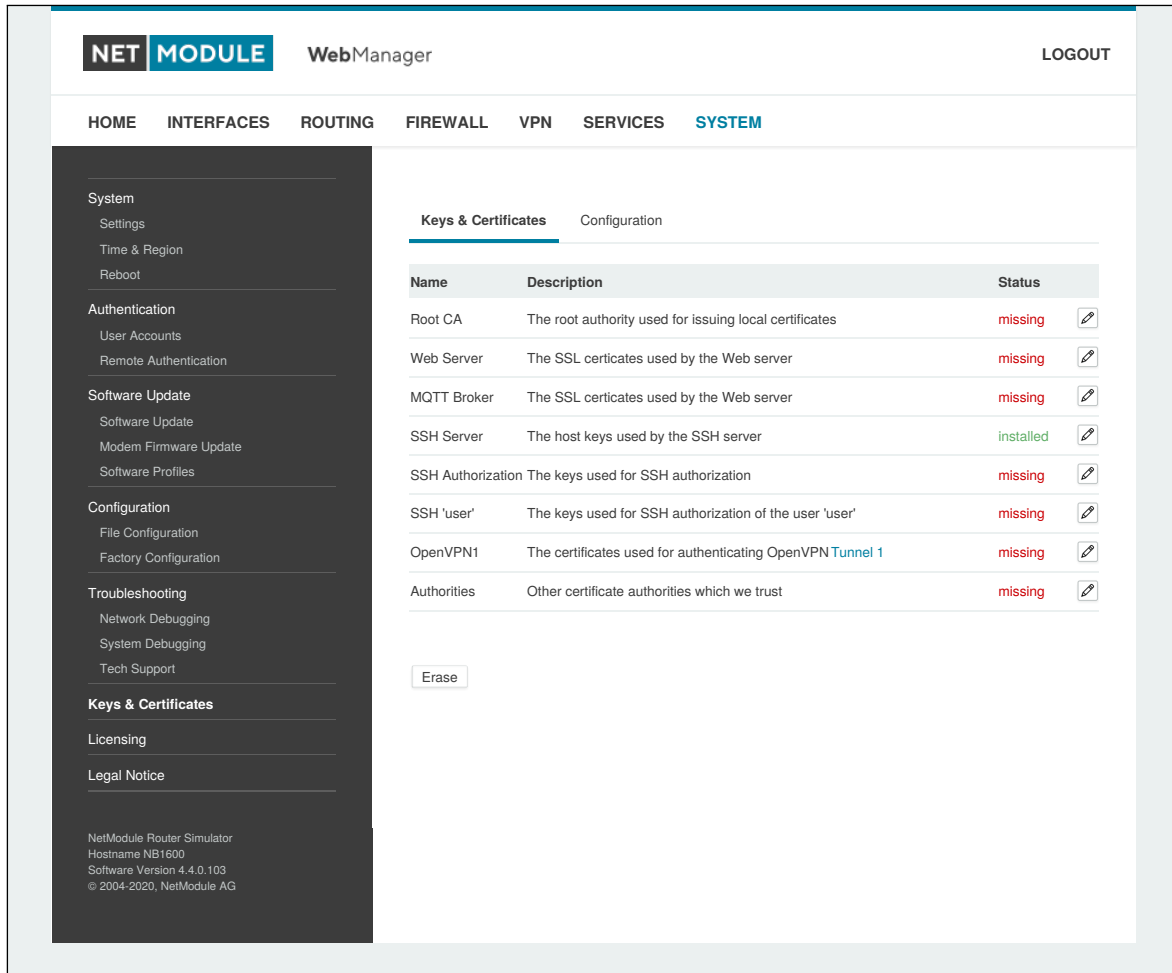 NET MODULE WebManager LOGOUT
HOME INTERFACES ROUTING FIREWALL VPN SERVICES SYSTEM
System
Settings
Time & Region
Reboot
Authentication
User Accounts
Remote Authentication
Software Update
Software Update
Modem Firmware Update
Software Profiles
Configuration
File Configuration
Factory Configuration
Troubleshooting
Network Debugging
System Debugging
Tech Support
Keys & Certificates
Licensing
Legal Notice
NetModule Router Simulator
Hostname NB1600
Software Version 4.4.0.103
© 2004-2020, NetModule AG
Keys & Certificates Configuration
Name Description Status
Root CA The root authority used for issuing local certificates missing
Web Server The SSL certicates used by the Web server missing
MQTT Broker The SSL certicates used by the Web server missing
SSH Server The host keys used by the SSH server installed
SSH Authorization The keys used for SSH authorization missing
SSH 'user' The keys used for SSH authorization of the user 'user' missing
OpenVPN1 The certificates used for authenticating OpenVPN Tunnel 1 missing
Authorities Other certificate authorities which we trust missing
Erase